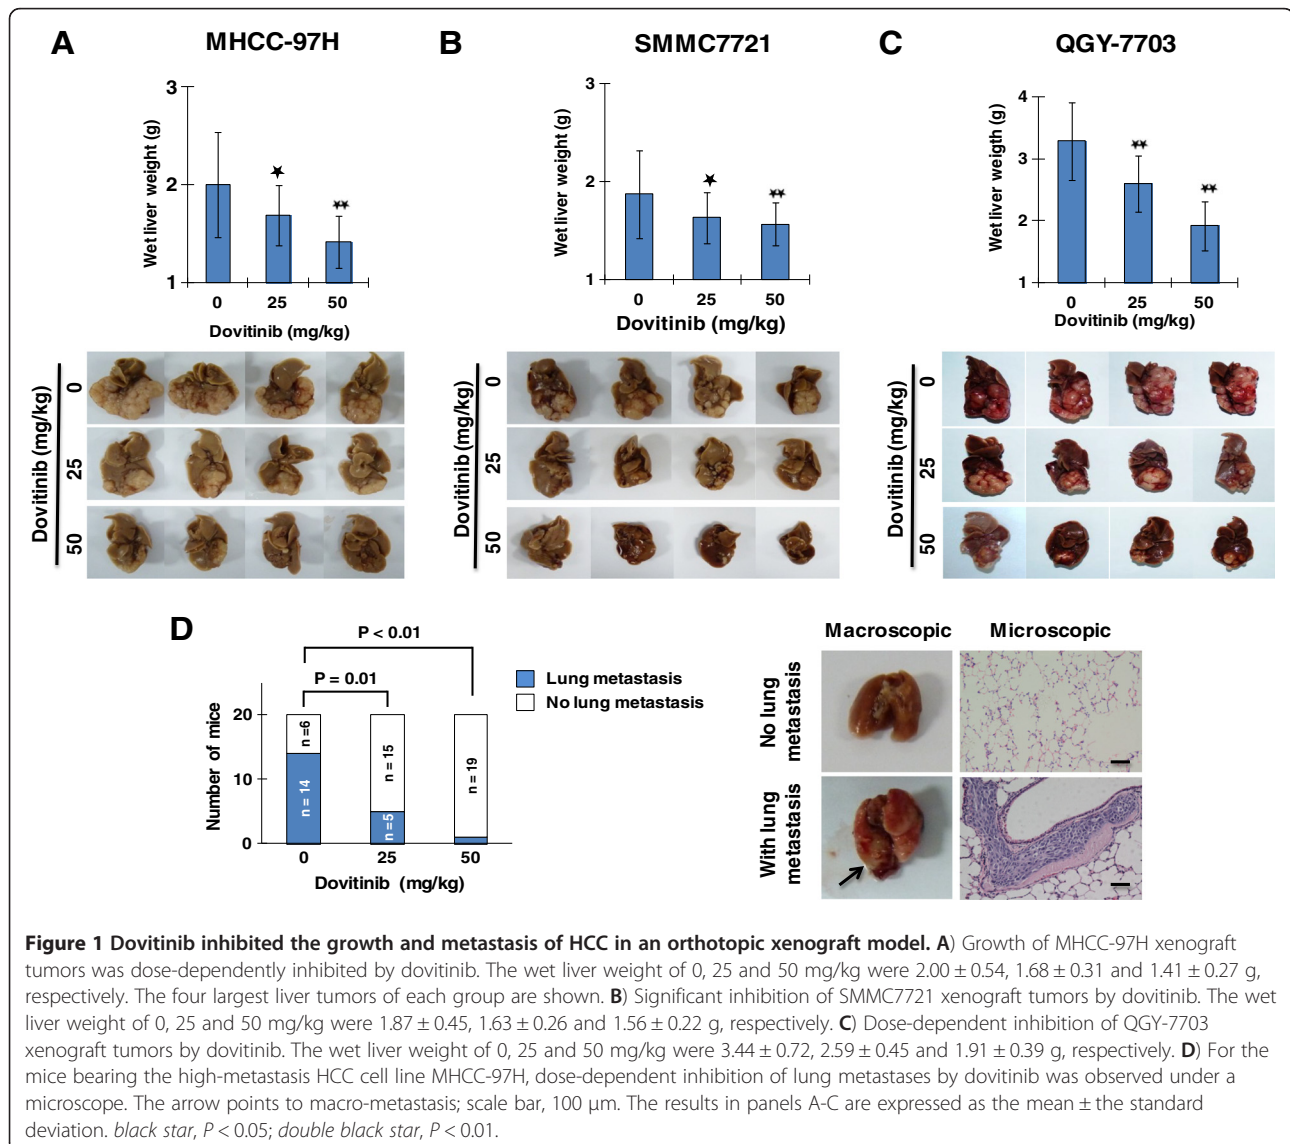 A
MHCC-97H
Wet liver weight (g)
3
2
1
★
★★
0 25 50
Dovitinib (mg/kg)
Dovitinib (mg/kg)
0
25
50
B
SMMC7721
Wet liver weight (g)
3
2
1
★
★★
0 25 50
Dovitinib (mg/kg)
Dovitinib (mg/kg)
0
25
50
C
QGY-7703
Wet liver weigth (g)
4
3
2
1
★★
★★
0 25 50
Dovitinib (mg/kg)
Dovitinib (mg/kg)
0
25
50
D
P < 0.01
P = 0.01
Number of mice
20
10
0
n =6
n = 14
n = 15
n =5
n = 19
0 25 50
Dovitinib (mg/kg)
Lung metastasis
No lung metastasis
Macroscopic Microscopic
No lung
metastasis
With lung
metastasis
Figure 1 Dovitinib inhibited the growth and metastasis of HCC in an orthotopic xenograft model. A) Growth of MHCC-97H xenograft
tumors was dose-dependently inhibited by dovitinib. The wet liver weight of 0, 25 and 50 mg/kg were 2.00 ± 0.54, 1.68 ± 0.31 and 1.41 ± 0.27 g,
respectively. The four largest liver tumors of each group are shown. B) Significant inhibition of SMMC7721 xenograft tumors by dovitinib. The wet
liver weight of 0, 25 and 50 mg/kg were 1.87 ± 0.45, 1.63 ± 0.26 and 1.56 ± 0.22 g, respectively. C) Dose-dependent inhibition of QGY-7703
xenograft tumors by dovitinib. The wet liver weight of 0, 25 and 50 mg/kg were 3.44 ± 0.72, 2.59 ± 0.45 and 1.91 ± 0.39 g, respectively. D) For the
mice bearing the high-metastasis HCC cell line MHCC-97H, dose-dependent inhibition of lung metastases by dovitinib was observed under a
microscope. The arrow points to macro-metastasis; scale bar, 100 μm. The results in panels A-C are expressed as the mean ± the standard
deviation. black star, P < 0.05; double black star, P < 0.01.